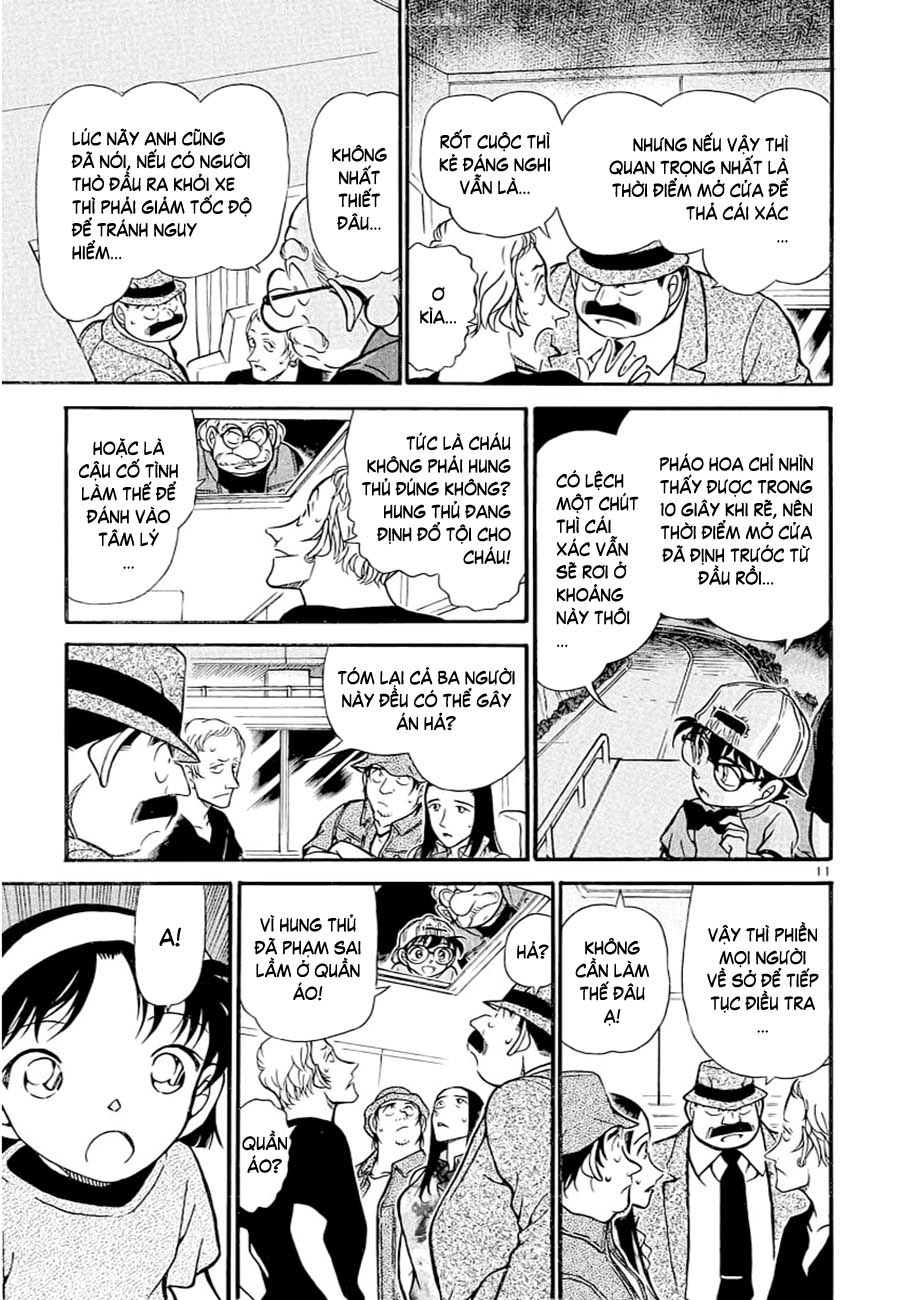 NHƯNG NẾU VẬY THÌ
QUAN TRỌNG NHẤT LÀ
THỜI ĐIỂM MỞ CỬA ĐỂ
THẢ CÁI XÁC
...
RỐT CUỘC THÌ
KẺ ĐÁNG NGHI
VẪN LÀ...
Ơ
KÌA...
KHÔNG
NHẤT
THIẾT
ĐÂU...
LÚC NÃY ANH CŨNG
ĐÃ NÓI, NẾU CÓ NGƯỜI
THÒ ĐẦU RA KHỎI XE
THÌ PHẢI GIẢM TỐC ĐỘ
ĐỂ TRÁNH NGUY
HIỂM...
PHÁO HOA CHỈ NHÌN
THẤY ĐƯỢC TRONG
10 GIÂY KHI RẼ, NÊN
THỜI ĐIỂM MỞ CỬA
ĐÃ ĐỊNH TRƯỚC TỪ
ĐẦU RỒI...
CÓ LỆCH
MỘT CHÚT
THÌ CÁI
XÁC VẪN
SẼ RƠI Ở
KHOẢNG
NÀY THÔI
...
TỨC LÀ CHÁU
KHÔNG PHẢI HUNG
THỦ ĐÚNG KHÔNG?
HUNG THỦ ĐANG
ĐỊNH ĐỔ TỘI CHO
CHÁU!
HOẶC LÀ
CẬU CỐ TÌNH
LÀM THẾ ĐỂ
ĐÁNH VÀO
TÂM LÝ
...
TÓM LẠI CẢ BA NGƯỜI
NÀY ĐỀU CÓ THỂ GÂY
ÁN HẢ?
11
VẬY THÌ PHIỀN
MỌI NGƯỜI
VỀ SỞ ĐỂ TIẾP
TỤC ĐIỀU TRA
...
KHÔNG
CẦN LÀM
THẾ ĐÂU
Ạ!
HẢ?
VÌ HUNG THỦ
ĐÃ PHẠM SAI
LẦM Ở QUẦN
ÁO!
QUẦN
ÁO?
A!